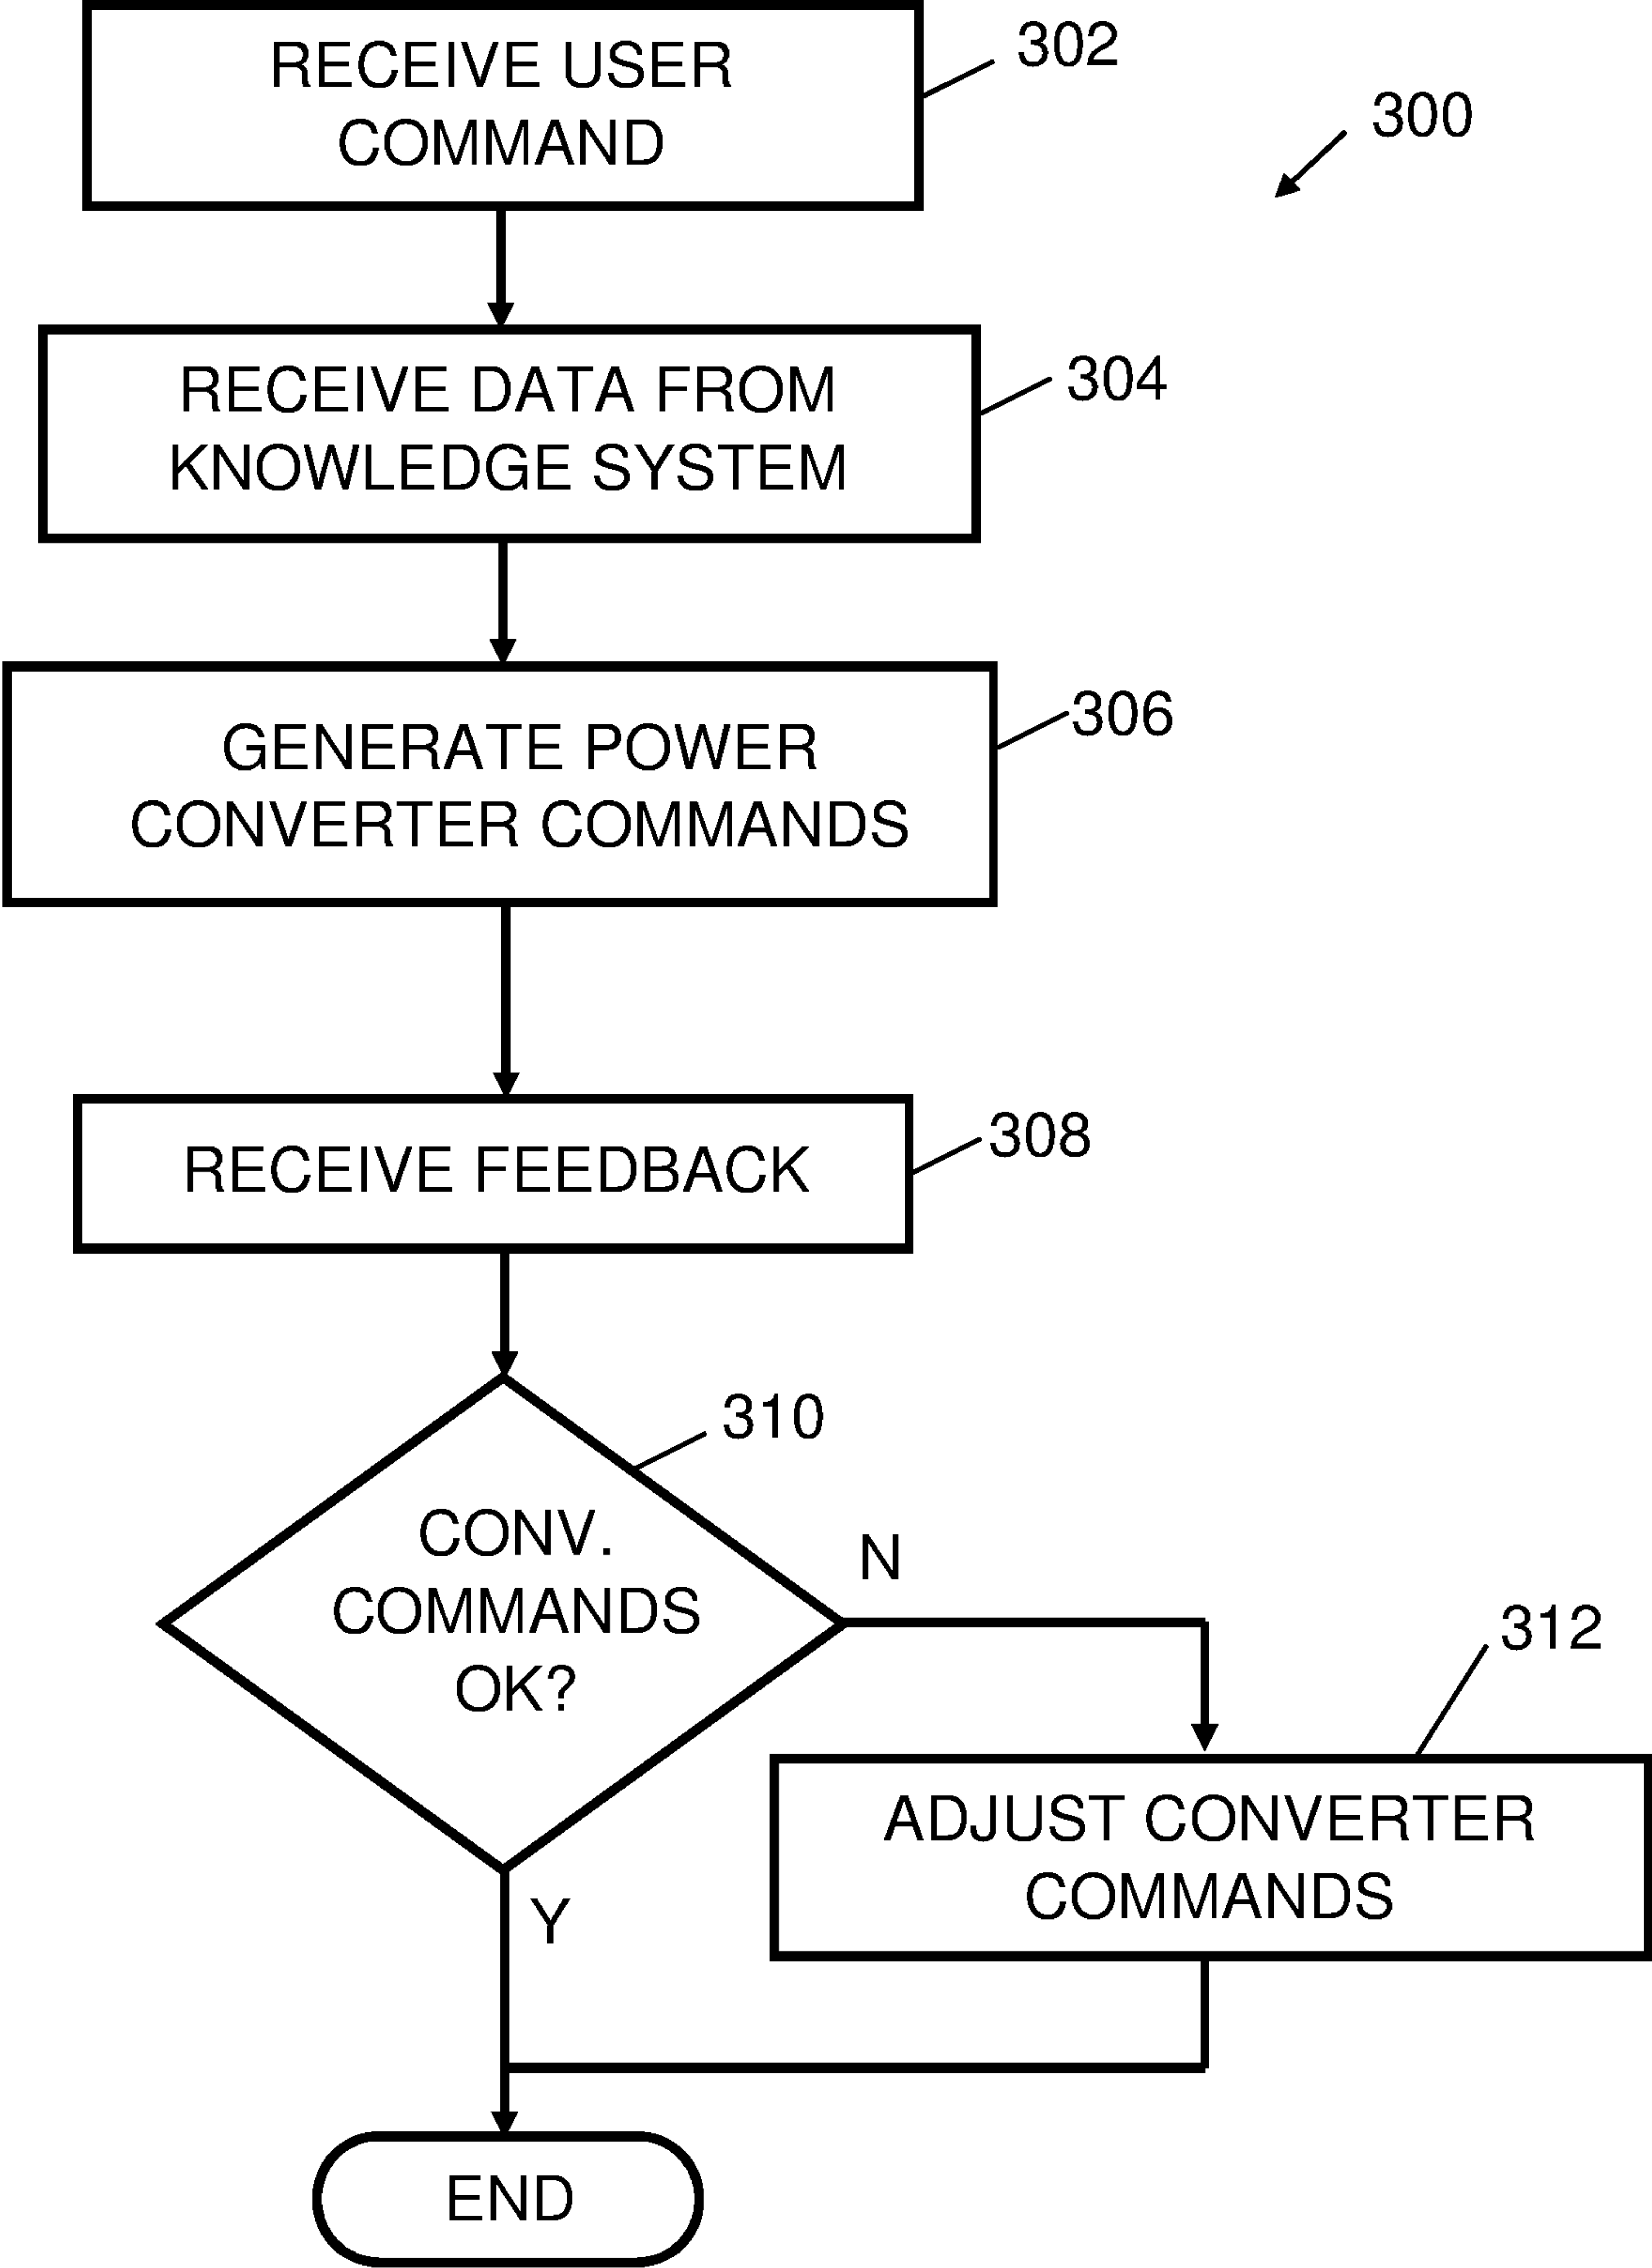 RECEIVE USER
COMMAND
302
300
RECEIVE DATA FROM
KNOWLEDGE SYSTEM
304
GENERATE POWER
CONVERTER COMMANDS
306
RECEIVE FEEDBACK
308
310
CONV.
COMMANDS
OK?
N
312
ADJUST CONVERTER
COMMANDS
Y
END